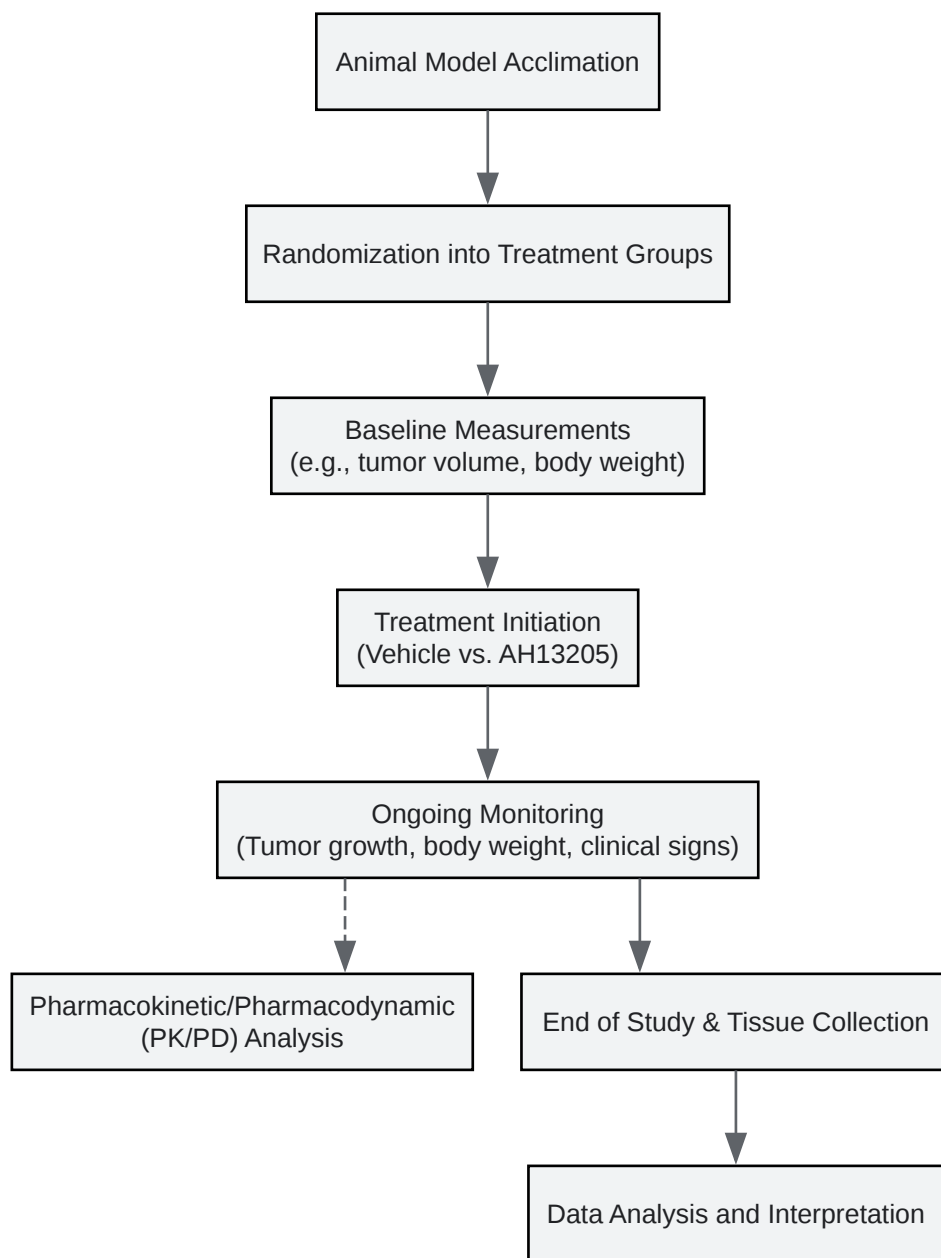 Animal Model Acclimation
Randomization into Treatment Groups
Baseline Measurements
(e.g., tumor volume, body weight)
Treatment Initiation
(Vehicle vs. AH13205)
Ongoing Monitoring
(Tumor growth, body weight, clinical signs)
Pharmacokinetic/Pharmacodynamic
(PK/PD) Analysis
End of Study & Tissue Collection
Data Analysis and Interpretation